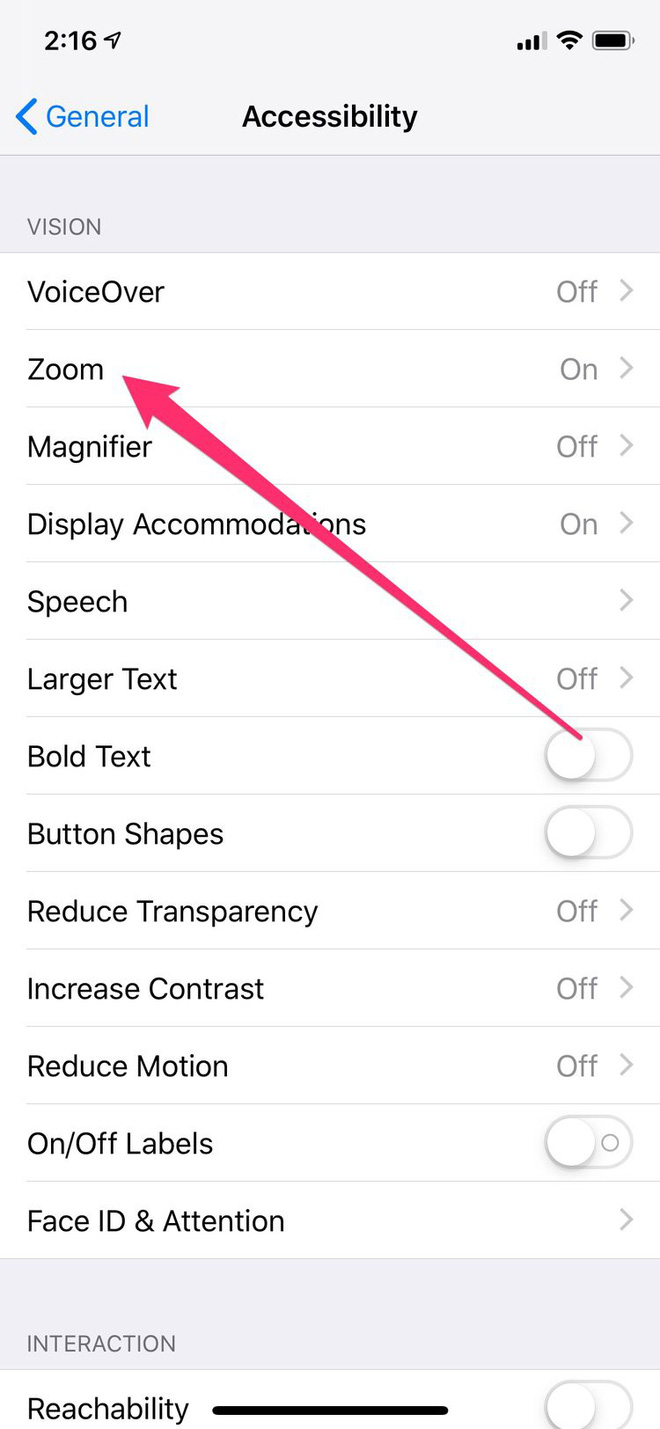 2:16
General Accessibility
VISION
VoiceOver Off
Zoom On
Magnifier Off
Display Accommodations On
Speech
Larger Text Off
Bold Text
Button Shapes
Reduce Transparency Off
Increase Contrast Off
Reduce Motion Off
On/Off Labels
Face ID & Attention
INTERACTION
Reachability